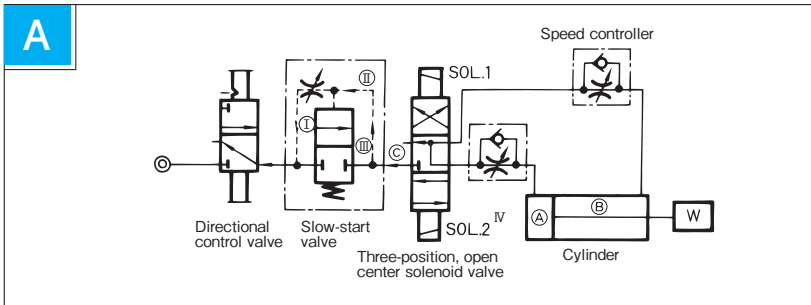 A
Speed controller
SOL.1
II
I
III
C
SOL.2
IV
A
B
W
Directional
control valve
Slow-start
valve
Three-position, open
center solenoid valve
Cylinder